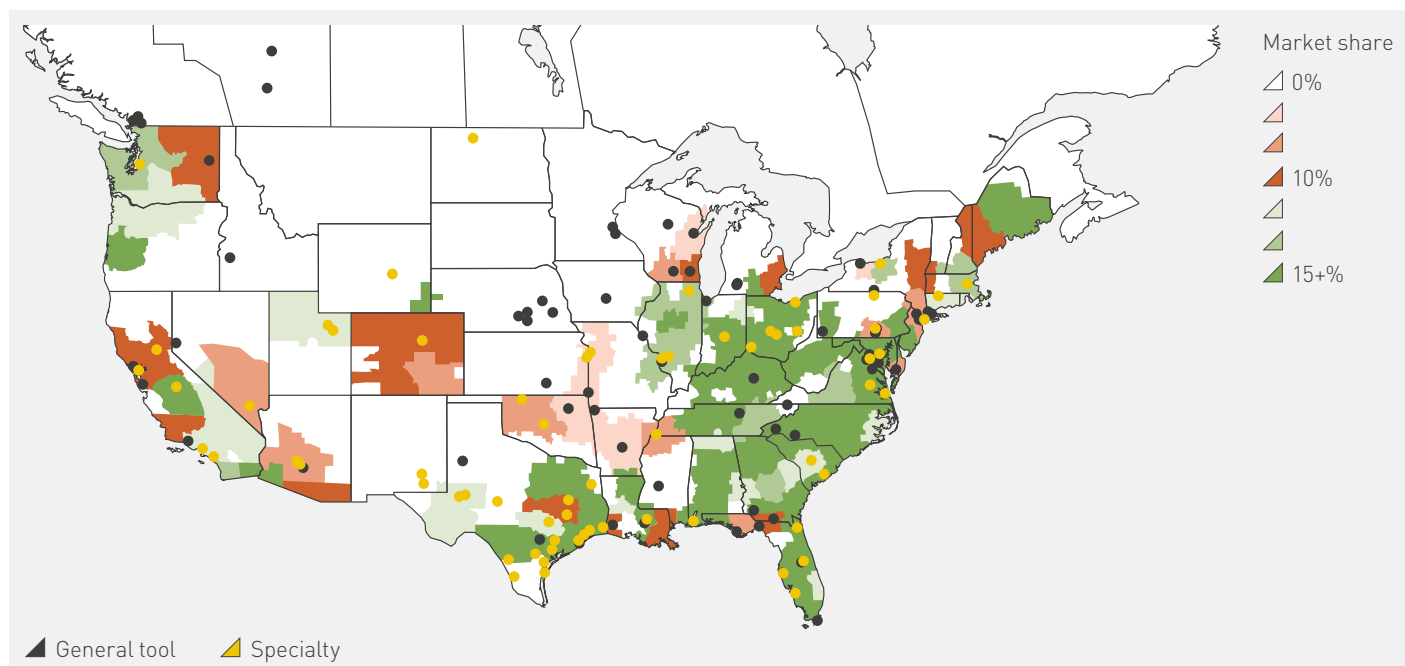 Market share
0%
10%
15+%
General tool
Specialty